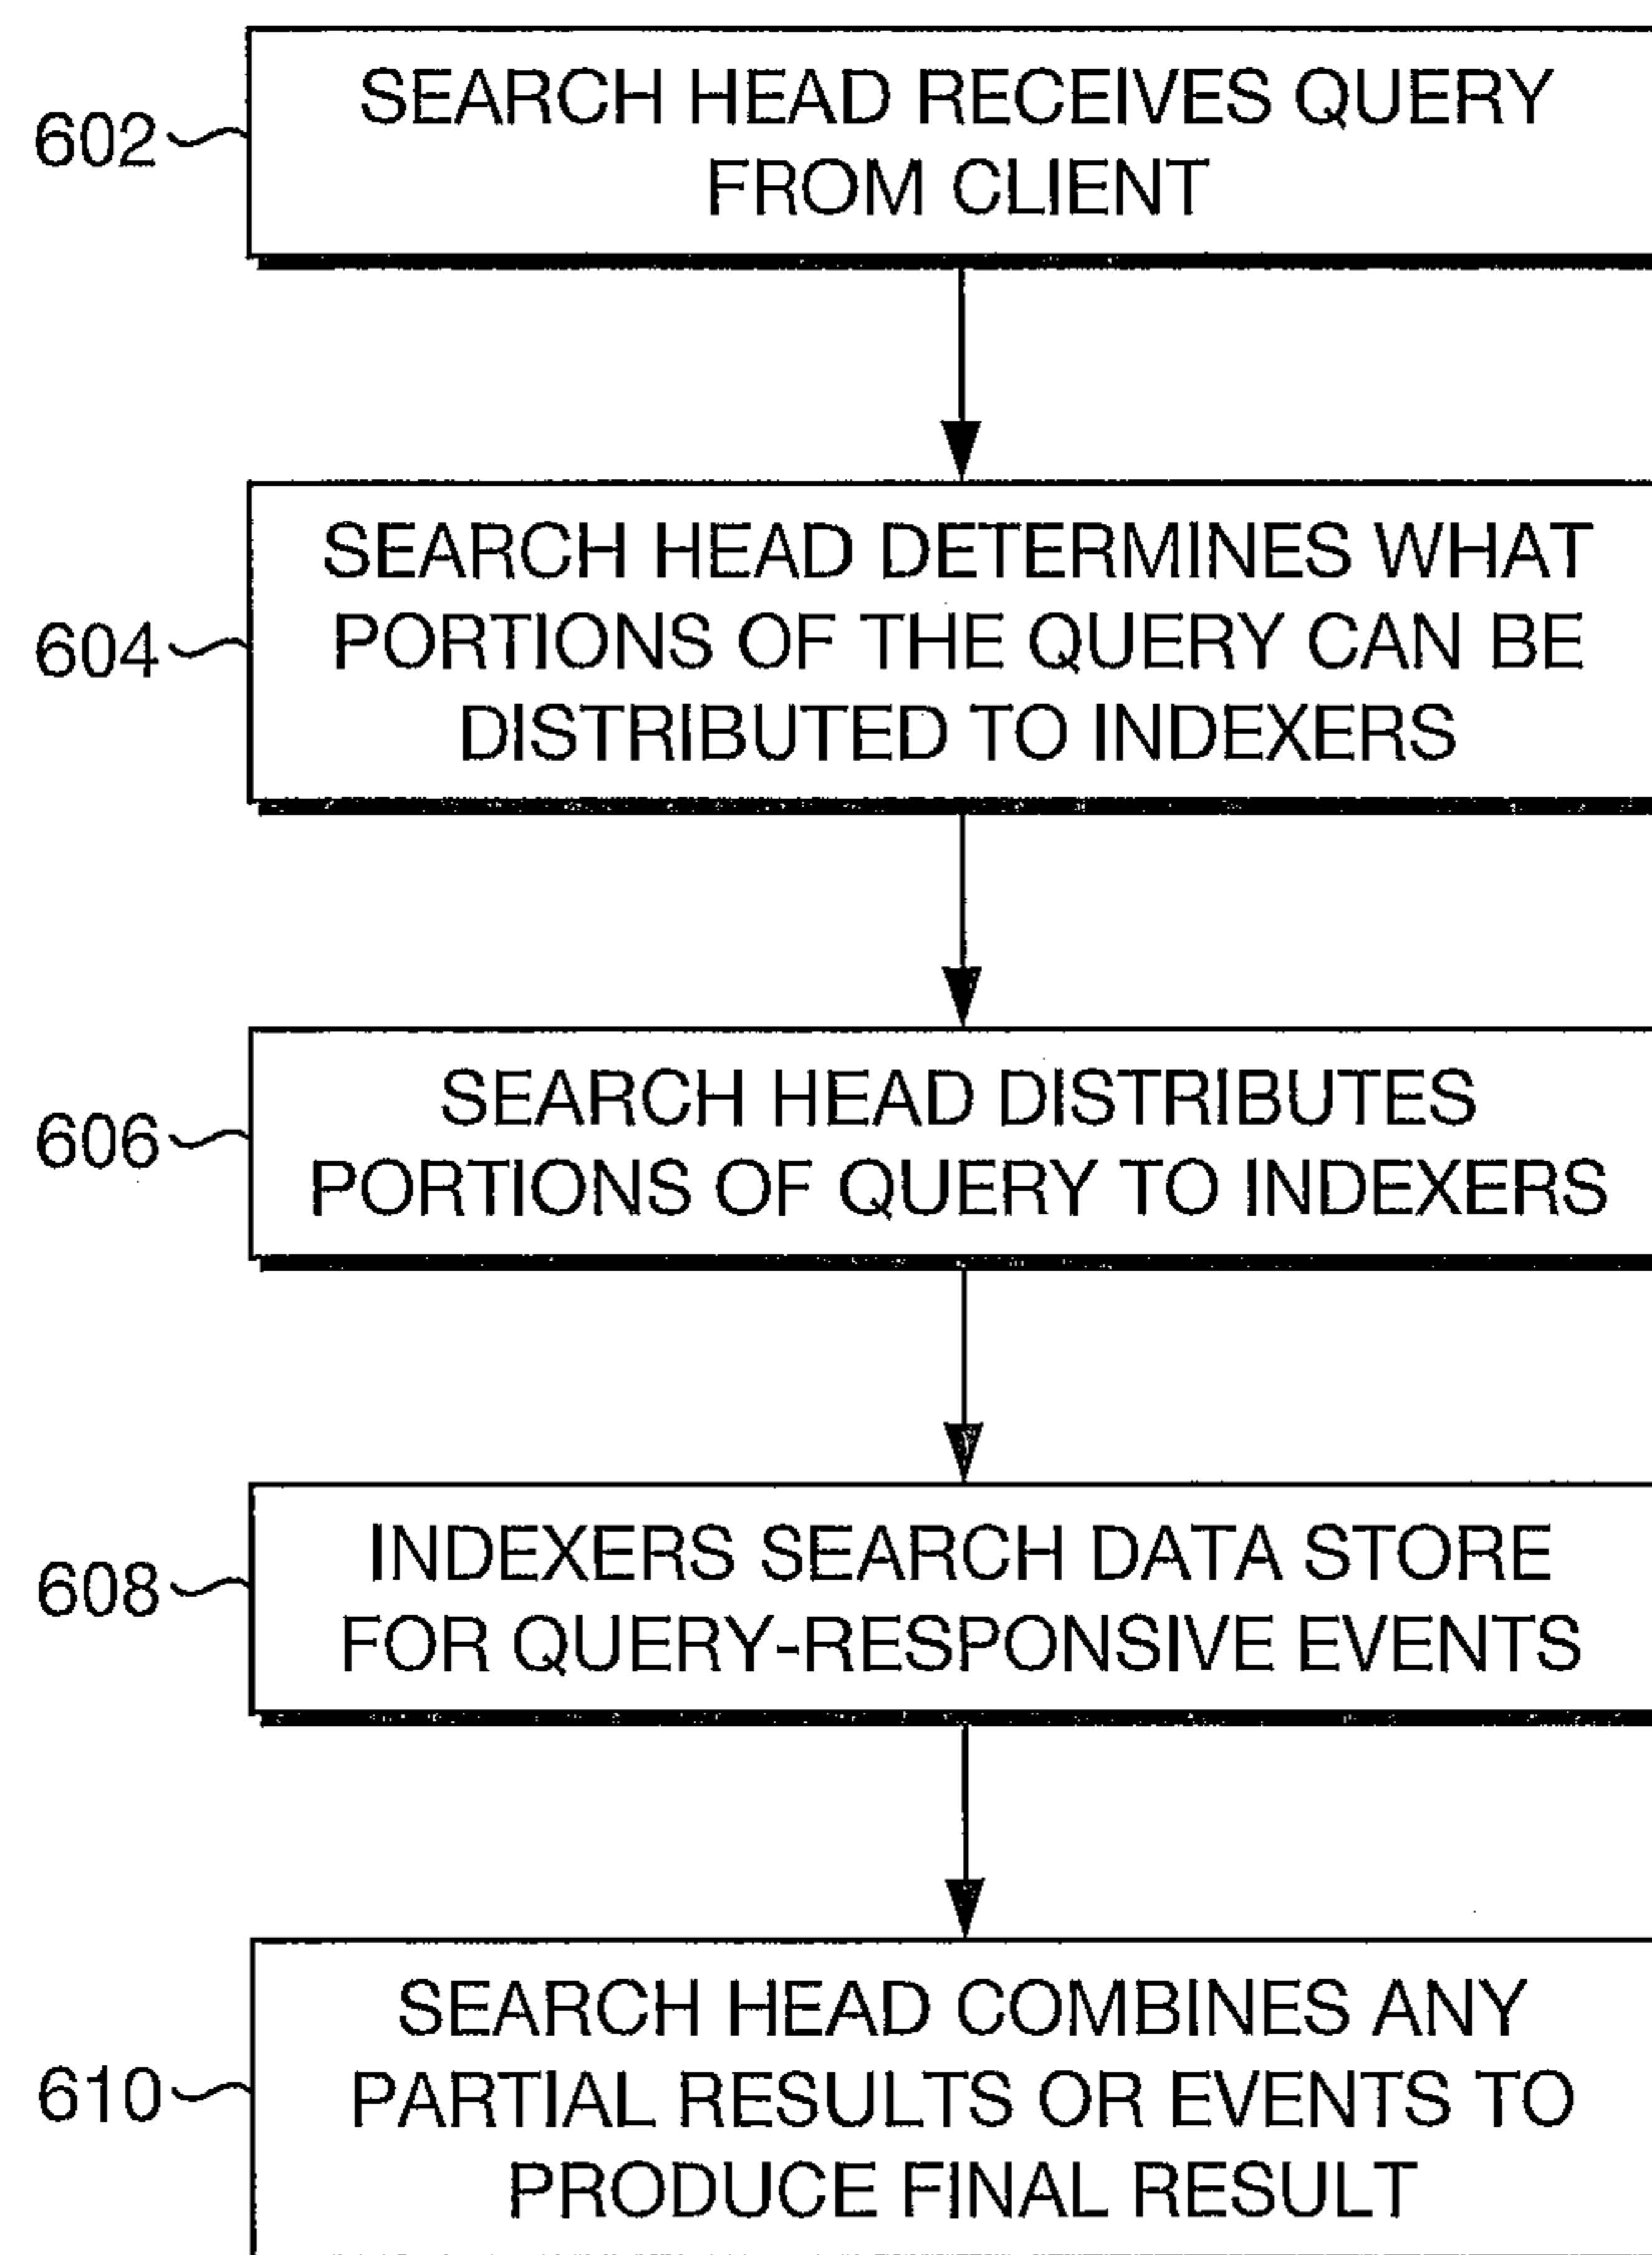 602
SEARCH HEAD RECEIVES QUERY
FROM CLIENT
604
SEARCH HEAD DETERMINES WHAT
PORTIONS OF THE QUERY CAN BE
DISTRIBUTED TO INDEXERS
606
SEARCH HEAD DISTRIBUTES
PORTIONS OF QUERY TO INDEXERS
608
INDEXERS SEARCH DATA STORE
FOR QUERY-RESPONSIVE EVENTS
610
SEARCH HEAD COMBINES ANY
PARTIAL RESULTS OR EVENTS TO
PRODUCE FINAL RESULT